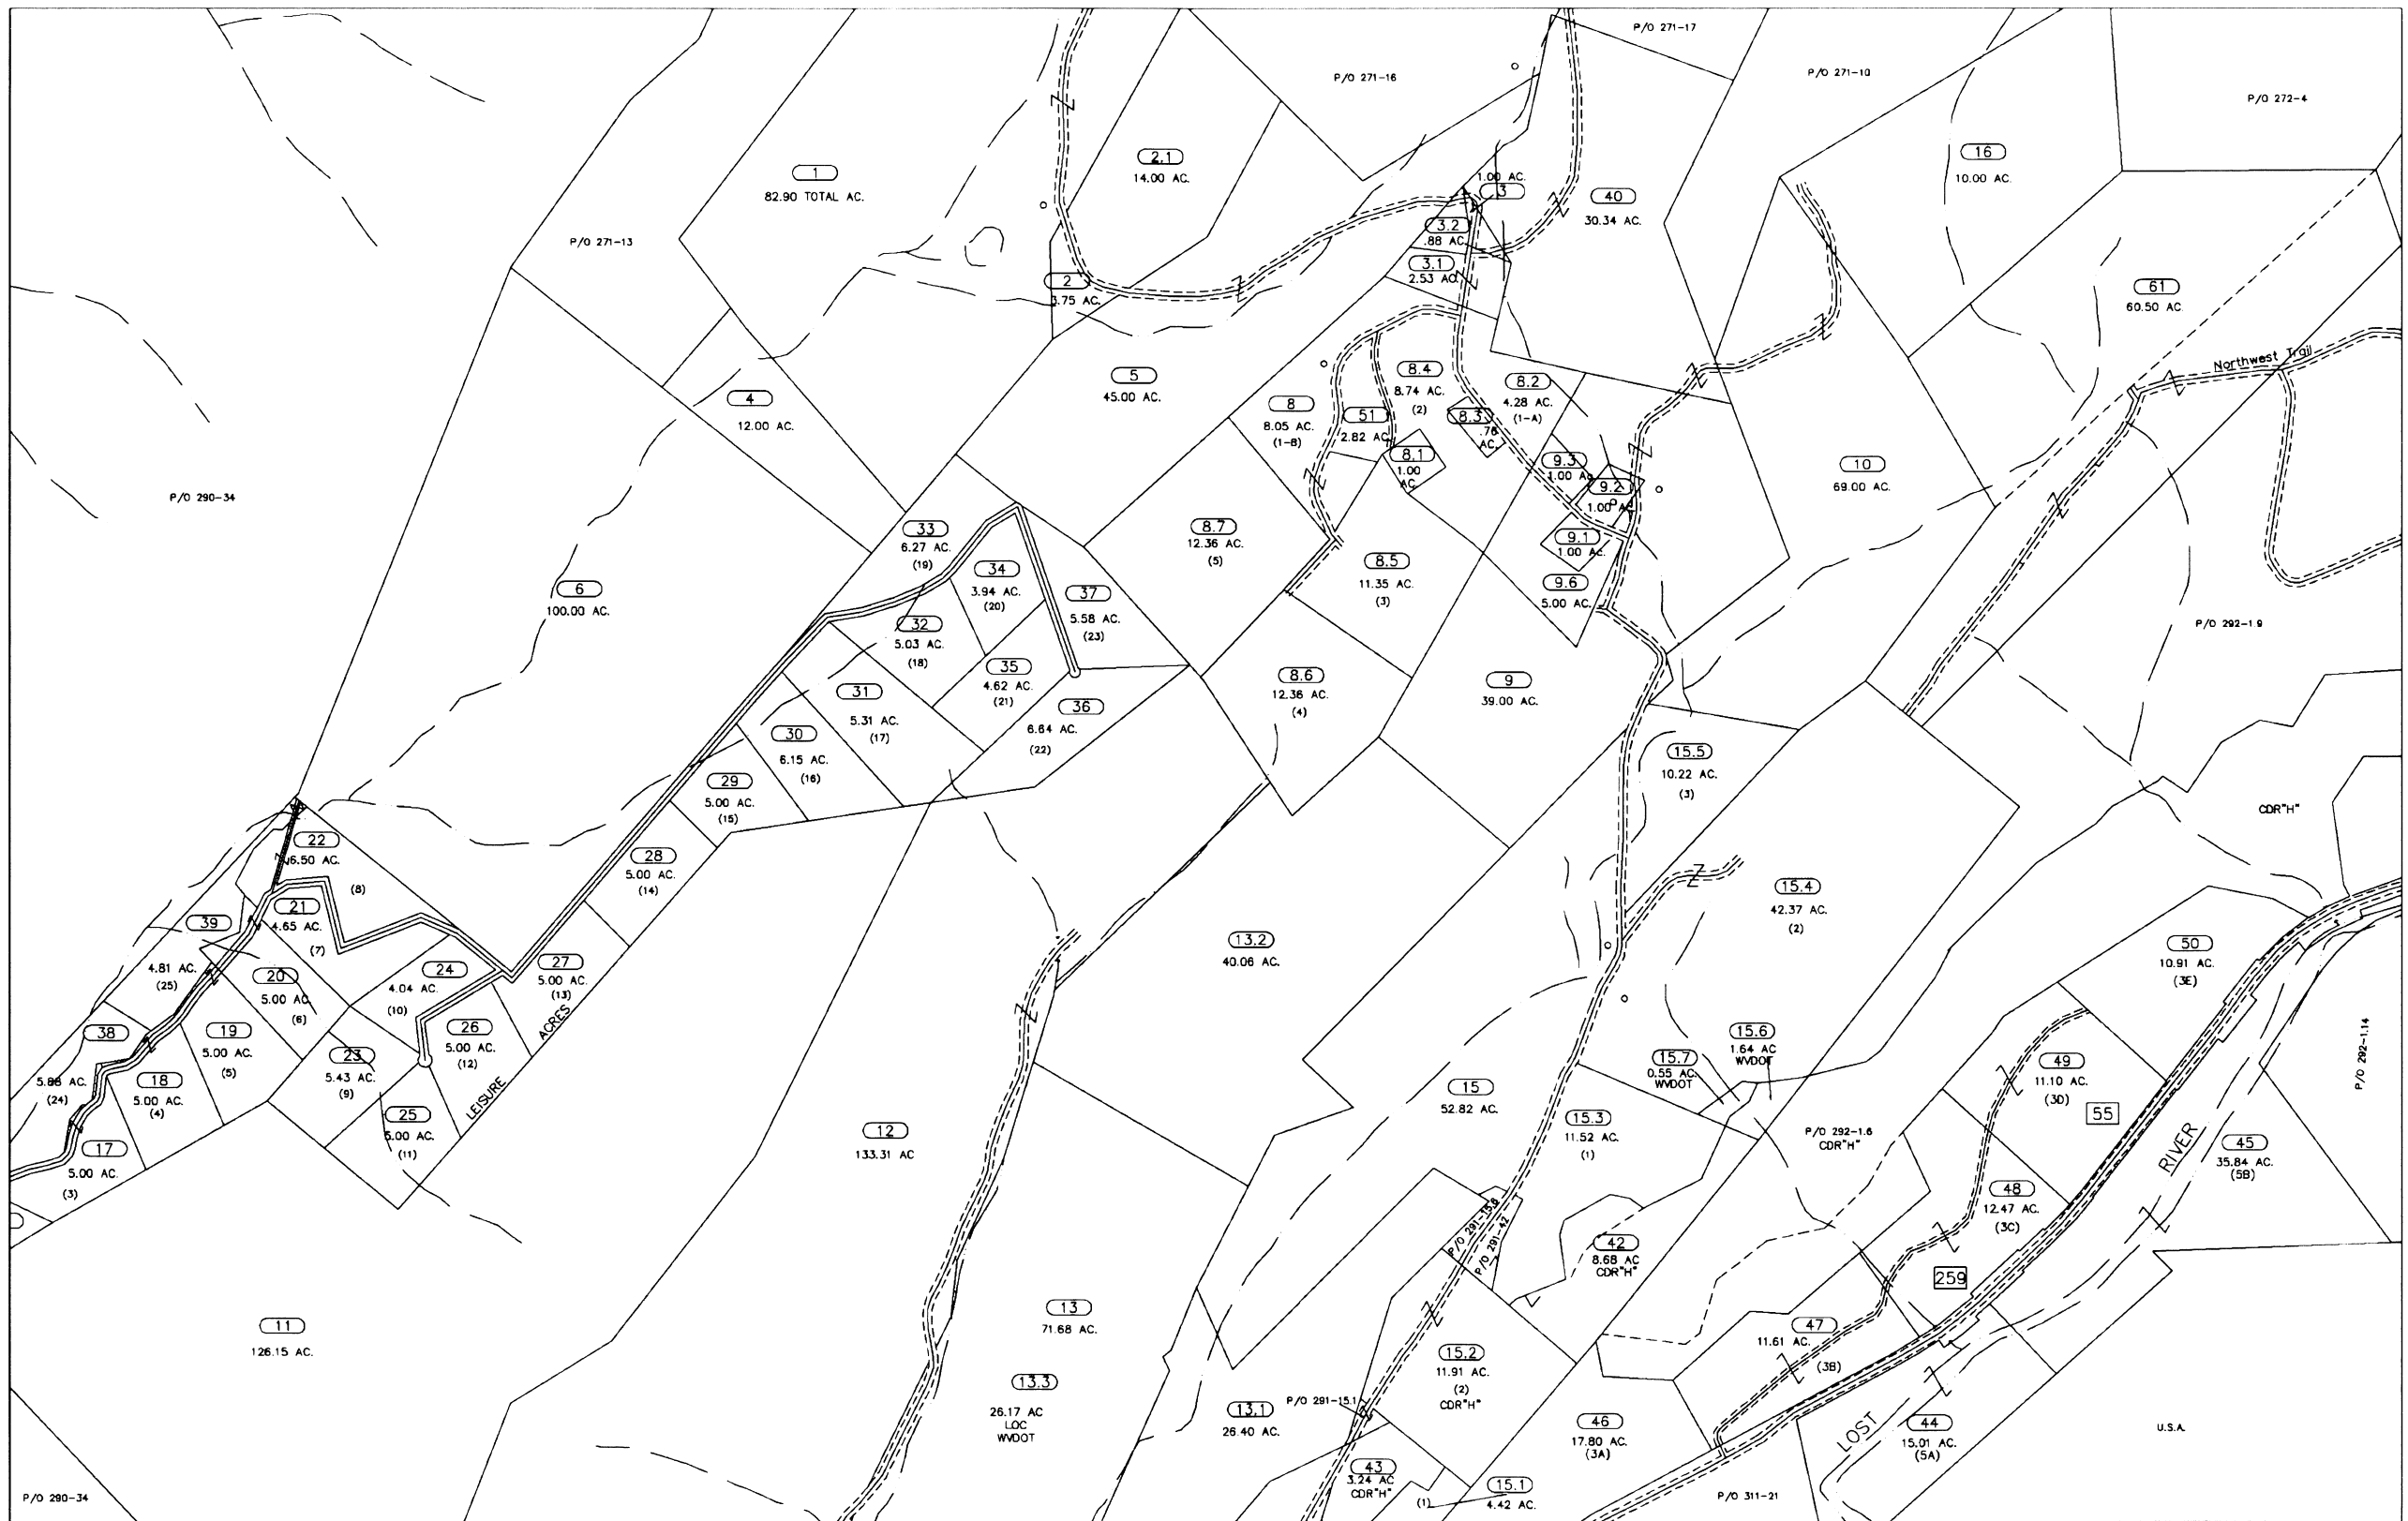 P/O 271-17
P/O 271-16
P/O 271-10
P/O 272-4
1
82.90 TOTAL AC.
2.1
14.00 AC.
16
10.00 AC.
1.00 AC.
3
40
30.34 AC.
3.2
.88 AC.
P/O 271-13
3.1
2.53 AC.
2
3.75 AC.
61
60.50 AC.
Northwest Trail
5
45.00 AC.
4
12.00 AC.
8
8.05 AC.
(1-B)
51
2.82 AC.
8.4
8.74 AC.
(2)
8.3
.76
AC.
8.2
4.28 AC.
(1-A)
8.1
1.00
AC.
9.3
1.00 AC.
9.2
1.00 AC.
9.1
1.00 AC.
9.6
5.00 AC.
10
69.00 AC.
P/O 290-34
33
6.27 AC.
(19)
8.7
12.36 AC.
(5)
8.5
11.35 AC.
(3)
34
3.94 AC.
(20)
37
5.58 AC.
(23)
6
100.00 AC.
32
5.03 AC.
(18)
P/O 292-1.9
35
4.62 AC.
(21)
8.6
12.36 AC.
(4)
9
39.00 AC.
31
5.31 AC.
(17)
36
6.64 AC.
(22)
30
6.15 AC.
(16)
15.5
10.22 AC.
(3)
29
5.00 AC.
(15)
CDR"H"
22
6.50 AC.
(8)
28
5.00 AC.
(14)
15.4
42.37 AC.
(2)
21
4.65 AC.
(7)
39
4.81 AC.
(25)
13.2
40.06 AC.
50
10.91 AC.
(3E)
20
5.00 AC.
(6)
24
4.04 AC.
(10)
27
5.00 AC.
(13)
38
5.88 AC.
(24)
19
5.00 AC.
(5)
26
5.00 AC.
(12)
LEISURE ACRES
15.6
1.64 AC
WVDOT
15.7
0.55 AC.
WVDOT
49
11.10 AC.
(3D)
P/O 292-1.14
23
5.43 AC.
(9)
18
5.00 AC.
(4)
15
52.82 AC.
55
25
5.00 AC.
(11)
12
133.31 AC
15.3
11.52 AC.
(1)
P/O 292-1.6
CDR"H"
RIVER
45
35.84 AC.
(5B)
17
5.00 AC.
(3)
48
12.47 AC.
(3C)
P/O 291-15.6
P/O 291-42
42
8.68 AC
CDR"H"
259
13
71.68 AC.
11
126.15 AC.
47
11.61 AC.
(3B)
15.2
11.91 AC.
(2)
CDR"H"
13.3
26.17 AC
LOC
WVDOT
13.1
26.40 AC.
P/O 291-15.1
46
17.80 AC.
(3A)
LOST
44
15.01 AC.
(5A)
U.S.A.
43
3.24 AC
CDR"H"
15.1
4.42 AC.
(1)
P/O 290-34
P/O 311-21